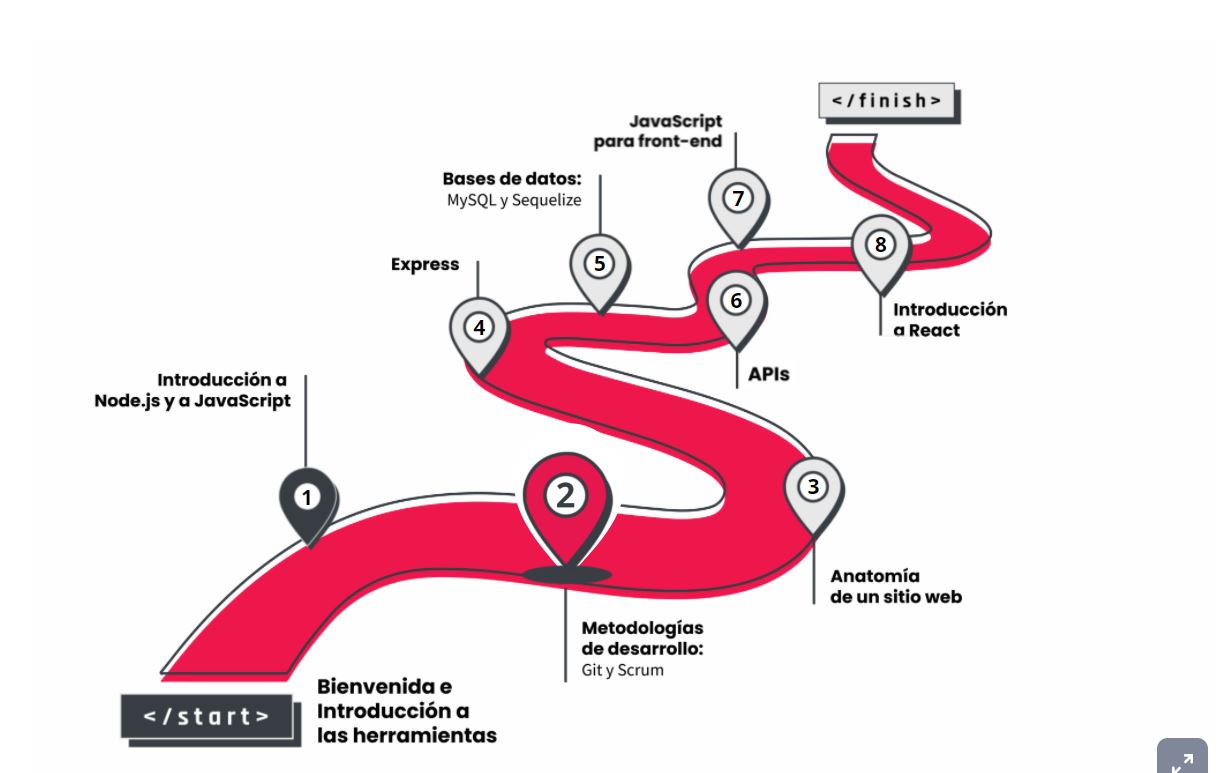 </start>
Bienvenida e
Introducción a
las herramientas
1
Introducción a
Node.js y a JavaScript
2
Metodologías
de desarrollo:
Git y Scrum
3
Anatomía
de un sitio web
4
Express
5
Bases de datos:
MySQL y Sequelize
6
APIs
7
JavaScript
para front-end
8
Introducción
a React
</finish>